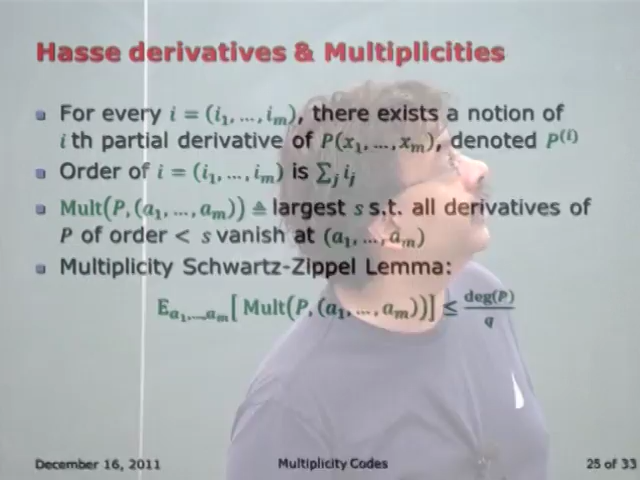 Hasse derivatives & Multiplicities
For every i = (i₁, ..., iₘ), there exists a notion of
i th partial derivative of P(x₁, ..., xₘ), denoted P⁽ⁱ⁾
Order of i = (i₁, ..., iₘ) is ∑ⱼ iⱼ
Mult(P, (a₁, ..., aₘ)) ≜ largest s s.t. all derivatives of
P of order < s vanish at (a₁, ..., aₘ)
Multiplicity Schwartz-Zippel Lemma:
𝔼a₁,...,aₘ[ Mult(P, (a₁, ..., aₘ))] ≤ deg(P)/q
December 16, 2011 Multiplicity Codes 25 of 33